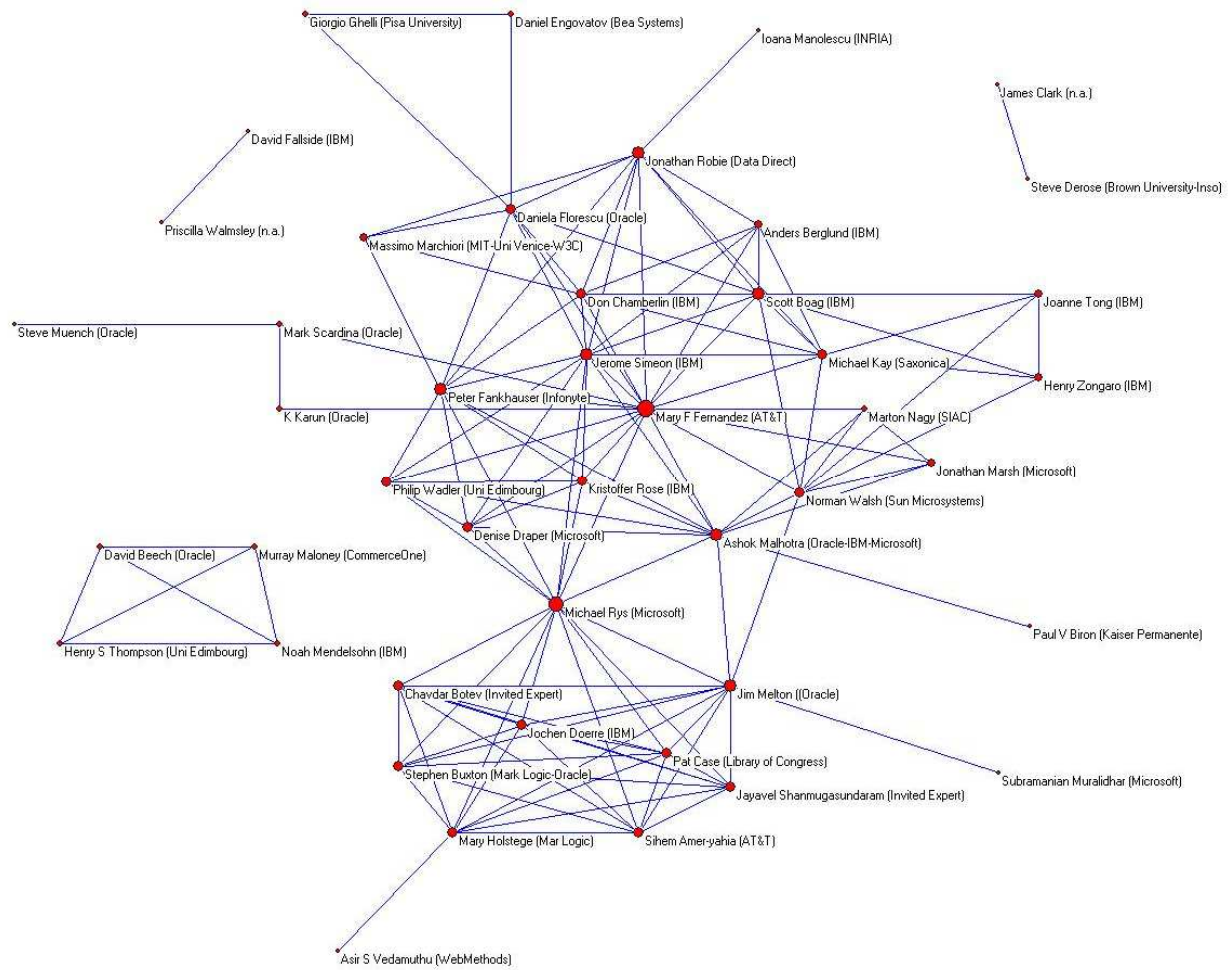 Giorgio Ghelli (Pisa University)
Daniel Engovatov (Bea Systems)
Ioana Manolescu (INRIA)
James Clark (n.a.)
David Fallside (IBM)
Jonathan Robie (Data Direct)
Steve Derose (Brown University-Inso)
Daniela Florescu (Oracle)
Priscilla Walmsley (n.a.)
Anders Berglund (IBM)
Massimo Marchiori (MIT-Uni Venice-W3C)
Don Chamberlin (IBM)
Scott Boag (IBM)
Joanne Tong (IBM)
Steve Muench (Oracle)
Mark Scardina (Oracle)
Jerome Simeon (IBM)
Michael Kay (Saxonica)
Henry Zongaro (IBM)
Peter Fankhauser (Infonyte)
K Karun (Oracle)
Mary F Fernandez (AT&T)
Marton Nagy (SIAC)
Jonathan Marsh (Microsoft)
Philip Wadler (Uni Edimbourg)
Kristoffer Rose (IBM)
Norman Walsh (Sun Microsystems)
Denise Draper (Microsoft)
Ashok Malhotra (Oracle-IBM-Microsoft)
David Beech (Oracle)
Murray Maloney (CommerceOne)
Michael Rys (Microsoft)
Paul V Biron (Kaiser Permanente)
Henry S Thompson (Uni Edimbourg)
Noah Mendelsohn (IBM)
Chavdar Botev (Invited Expert)
Jim Melton ((Oracle)
Jochen Doerre (IBM)
Pat Case (Library of Congress)
Stephen Buxton (Mark Logic-Oracle)
Subramanian Muralidhar (Microsoft)
Jayavel Shanmugasundaram (Invited Expert)
Mary Holstege (Mar Logic)
Sihem Amer-yahia (AT&T)
Asir S Vedamuthu (WebMethods)